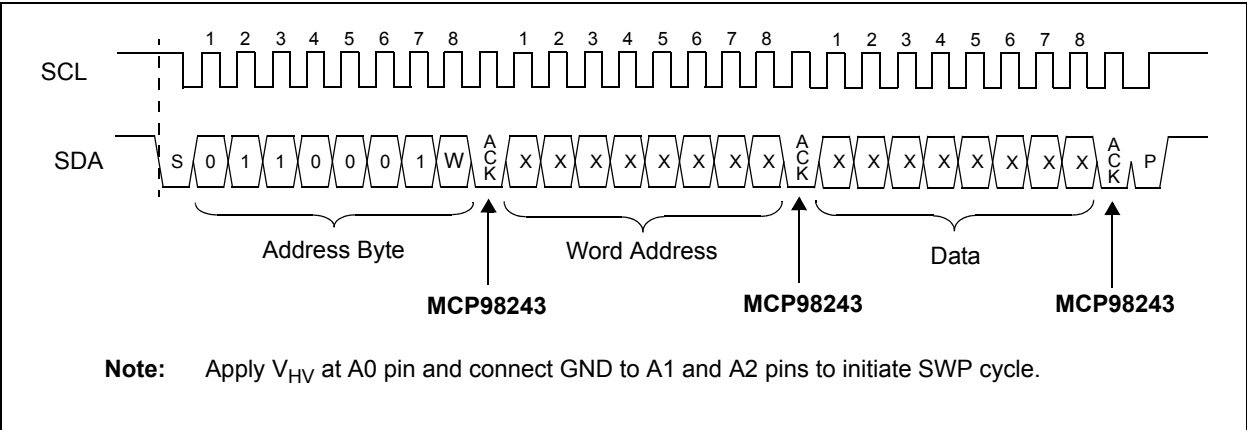 1 2 3 4 5 6 7 8 1 2 3 4 5 6 7 8 1 2 3 4 5 6 7 8
SCL
SDA S 0 1 1 0 0 0 1 W ACK X X X X X X X X ACK X X X X X X X X ACK P
Address Byte Word Address Data
MCP98243 MCP98243 MCP98243
Note: Apply VHV at A0 pin and connect GND to A1 and A2 pins to initiate SWP cycle.